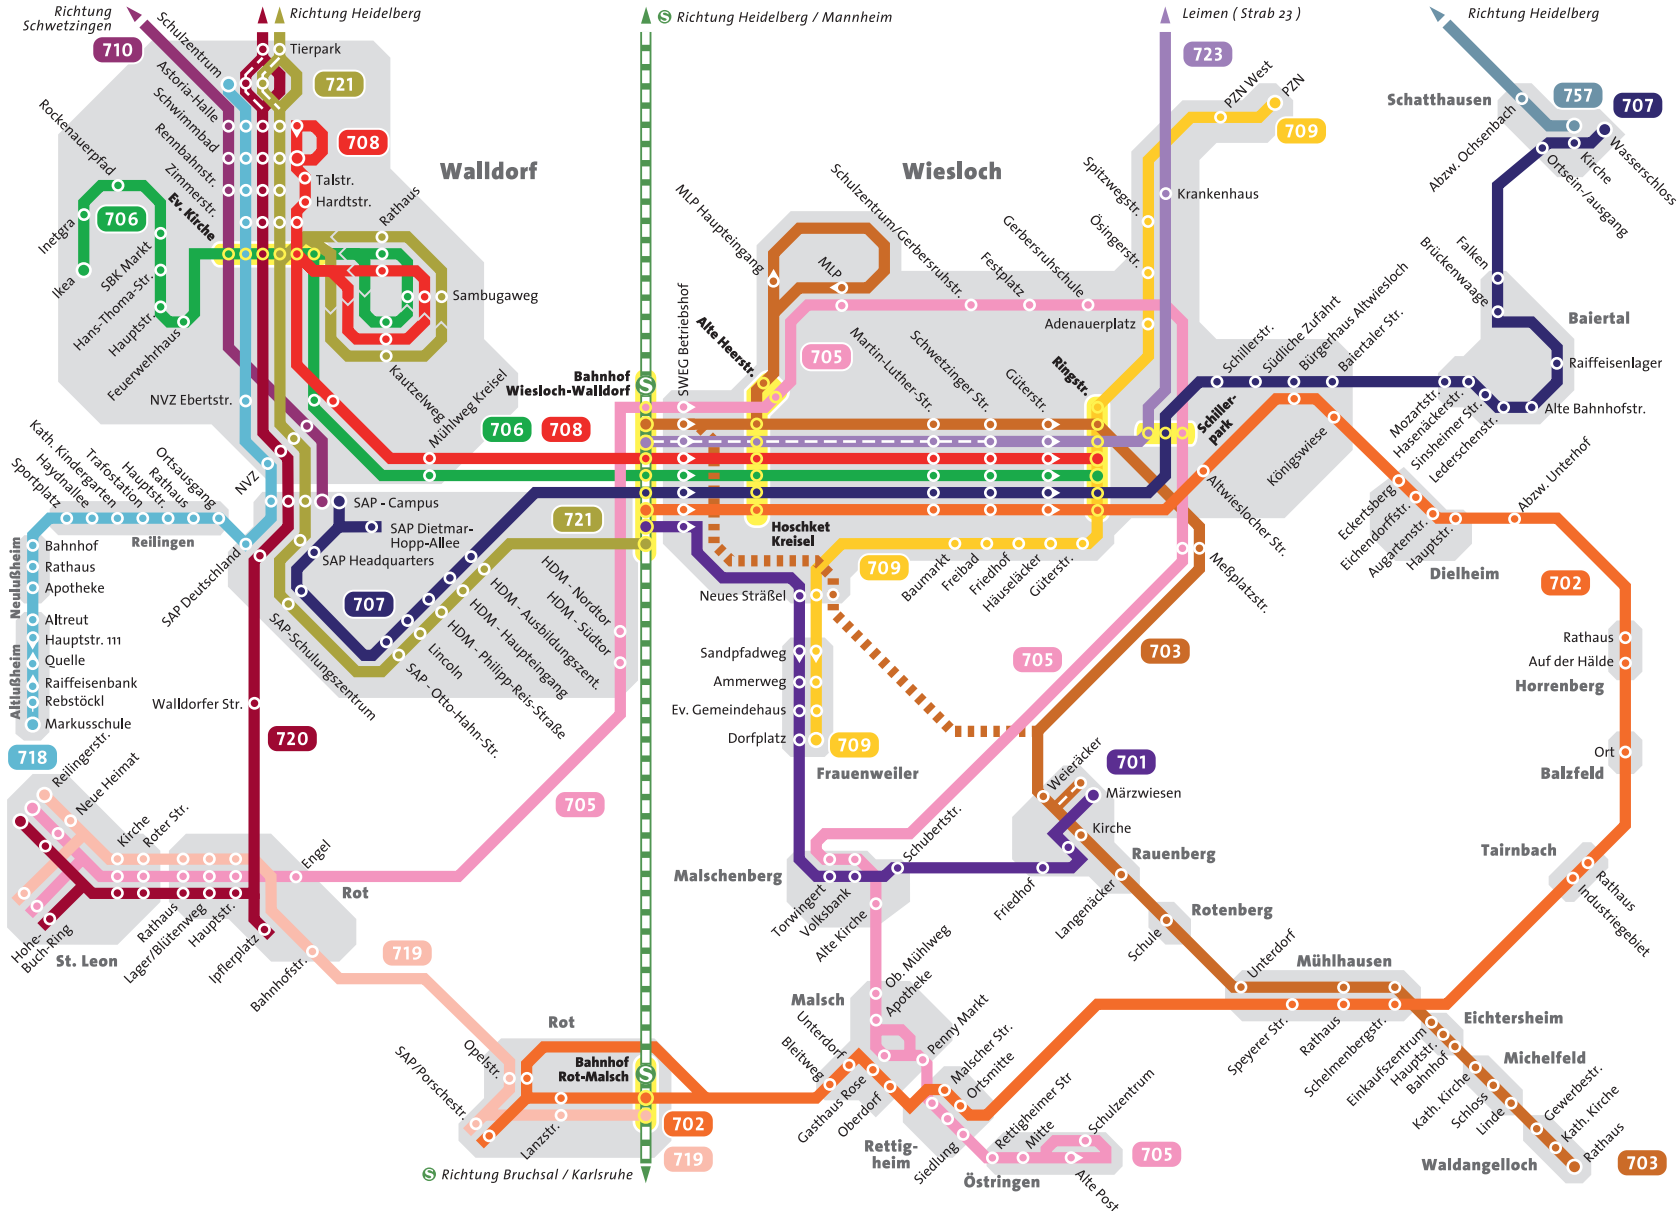 Richtung
Schwetzingen
Richtung Heidelberg
Richtung Heidelberg / Mannheim
Leimen ( Strab 23 )
Richtung Heidelberg
710
Schulzentrum
Astoria-Halle
Schwimmbad
Rennbahnstr.
Zimmerstr.
Ev. Kirche
Tierpark
721
708
Talstr.
Hardtstr.
Rathaus
Sambugaweg
Kautzelweg
Mühlweg Kreisel
Walldorf
Rockenauerpfad
706
Inetgra
Ikea
SBK Markt
Hans-Thoma-Str.
Hauptstr.
Feuerwehrhaus
NVZ Ebertstr.
NVZ
706
708
S
S
Bahnhof
Wiesloch-Walldorf
SWEG Betriebshof
Alte Heerstr.
MLP Haupteingang
MLP
Wiesloch
Schulzentrum/Gerbersruhstr.
Festplatz
Gerbersruhschule
Adenauerplatz
705
Martin-Luther-Str.
Schwetzinger Str.
Güterstr.
Ringstr.
Hoschket
Kreisel
723
PZN West
PZN
709
Spitzwegstr.
Ösingerstr.
Krankenhaus
Schiller-
park
Schillerstr.
Südliche Zufahrt
Bürgerhaus Altwiesloch
Baiertaler Str.
Schatthausen
757
707
Abzw. Ochsenbach
Wasserschloss
Kirche
Ortsein-/ausgang
Falken
Brückenwaage
Baiertal
Raiffeisenlager
Alte Bahnhofstr.
Mozartstr.
Hasenäckerstr.
Sinsheimer Str.
Lederschenstr.
Königswiese
Altwieslocher Str.
Meßplatzstr.
Eckertsberg
Eichendorffstr.
Augartenstr.
Hauptstr.
Abzw. Unterhof
Dielheim
702
Rathaus
Auf der Hälde
Horrenberg
Ort
Balzfeld
Tairnbach
Rathaus
Industriegebiet
Sportplatz
Haydnallee
Kath. Kindergarten
Trafostation
Hauptstr.
Rathaus
Ortsausgang
Reilingen
Neulußheim
Bahnhof
Rathaus
Apotheke
Altlußheim
Altreut
Hauptstr. 111
Quelle
Raiffeisenbank
Rebstöckl
Markusschule
718
SAP - Campus
SAP Dietmar-
Hopp-Allee
SAP Headquarters
SAP Deutschland
SAP-Schulungszentrum
707
721
HDM - Nordtor
HDM - Südtor
HDM - Ausbildungszent.
HDM - Haupteingang
HDM - Philipp-Reis-Straße
Lincoln
SAP - Otto-Hahn-Str.
Walldorfer Str.
720
705
709
Baumarkt
Freibad
Friedhof
Häuseläcker
Güterstr.
Neues Sträßel
Sandpfadweg
Ammerweg
Ev. Gemeindehaus
Dorfplatz
709
Frauenweiler
705
703
701
Weieräcker
Märzwiesen
Kirche
Rauenberg
Friedhof
Langenäcker
Rotenberg
Schule
Schubertstr.
Malschenberg
Torwingert
Volksbank
Alte Kirche
Reilingerstr.
Neue Heimat
Kirche
Roter Str.
Engel
Rot
Hohe-
Buch-Ring
St. Leon
Rathaus
Lager/Blütenweg
Hauptstr.
Ipflerplatz
Bahnhofstr.
719
Rot
Opelstr.
SAP/Porschestr.
Lanzstr.
Bahnhof
Rot-Malsch
S
702
719
S
Richtung Bruchsal / Karlsruhe
Malsch
Ob. Mühlweg
Apotheke
Penny Markt
Unterdorf
Bleitweg
Gasthaus Rose
Oberdorf
Malscher Str.
Ortsmitte
Rettig-
heim
Siedlung
Rettigheimer Str
Mitte
Schulzentrum
Alte Post
705
Östringen
Unterdorf
Mühlhausen
Speyerer Str.
Rathaus
Schelmenbergstr.
Eichtersheim
Einkaufszentrum
Hauptstr.
Bahnhof
Michelfeld
Kath. Kirche
Schloss
Linde
Gewerbestr.
Kath. Kirche
Rathaus
Waldangelloch
703